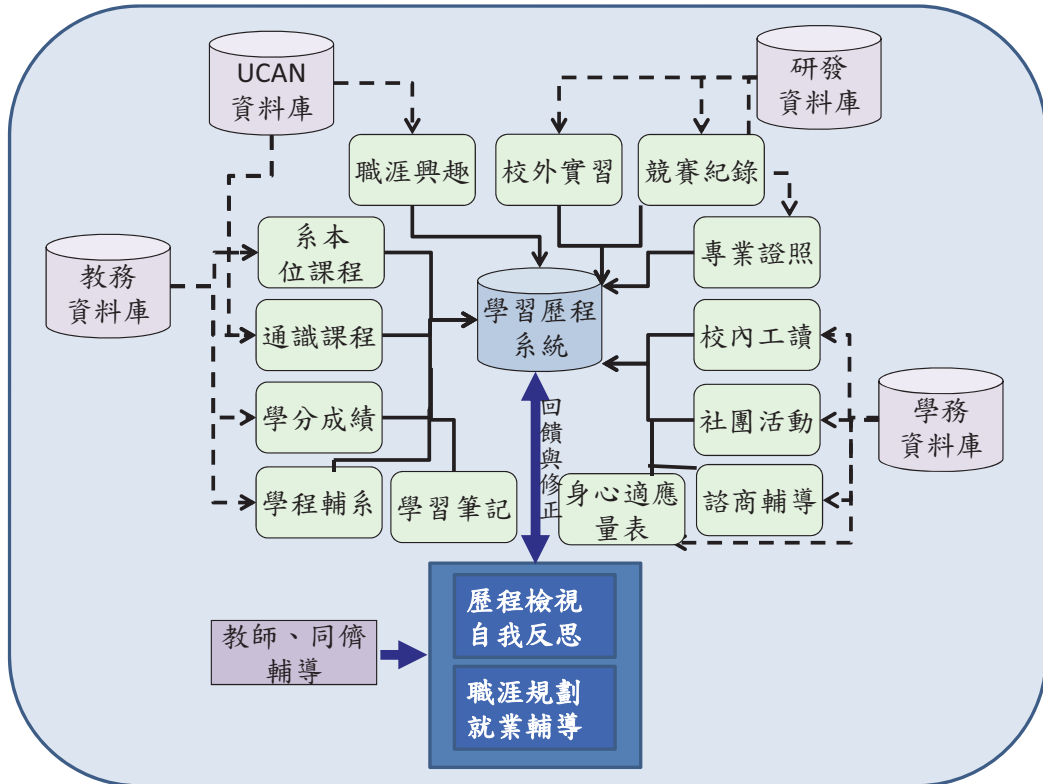 UCAN
資料庫
研發
資料庫
職涯興趣
校外實習
競賽紀錄
系本
位課程
專業證照
教務
資料庫
學習歷程
系統
通識課程
校內工讀
學分成績
社團活動
學務
資料庫
回饋與修正
學程輔系
學習筆記
身心適應
量表
諮商輔導
歷程檢視
自我反思
教師、同儕
輔導
職涯規劃
就業輔導